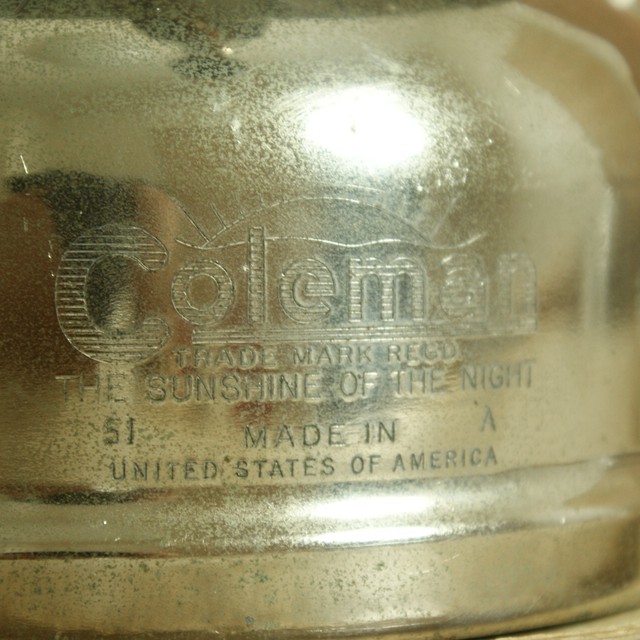 Coleman
TRADE MARK REG'D
THE SUNSHINE OF THE NIGHT
51 MADE IN A
UNITED STATES OF AMERICA